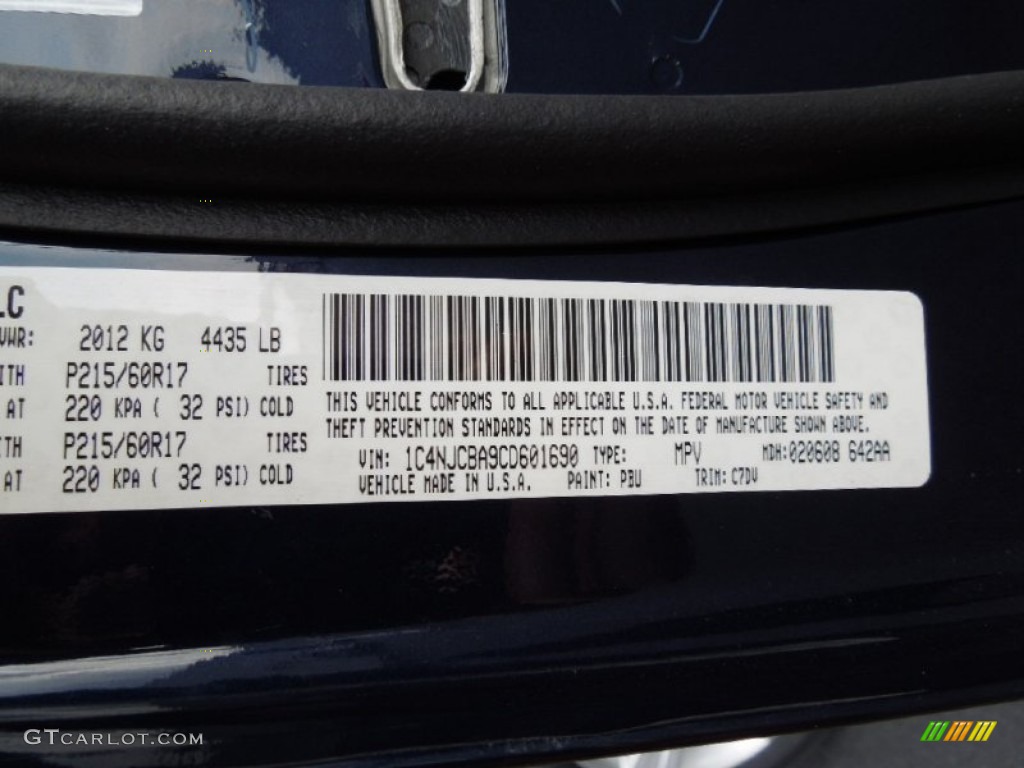 LC
VWR: 2012 KG 4435 LB
ITH P215/60R17 TIRES
AT 220 KPA ( 32 PSI) COLD
ITH P215/60R17 TIRES
AT 220 KPA ( 32 PSI) COLD
THIS VEHICLE CONFORMS TO ALL APPLICABLE U.S.A. FEDERAL MOTOR VEHICLE SAFETY AND
THEFT PREVENTION STANDARDS IN EFFECT ON THE DATE OF MANUFACTURE SHOWN ABOVE.
VIN: 1C4NJCBA9CD601690 TYPE: MPV MDH:020608 642AA
VEHICLE MADE IN U.S.A. PAINT: PBU TRIM: C7DV
GTCARLOT.COM